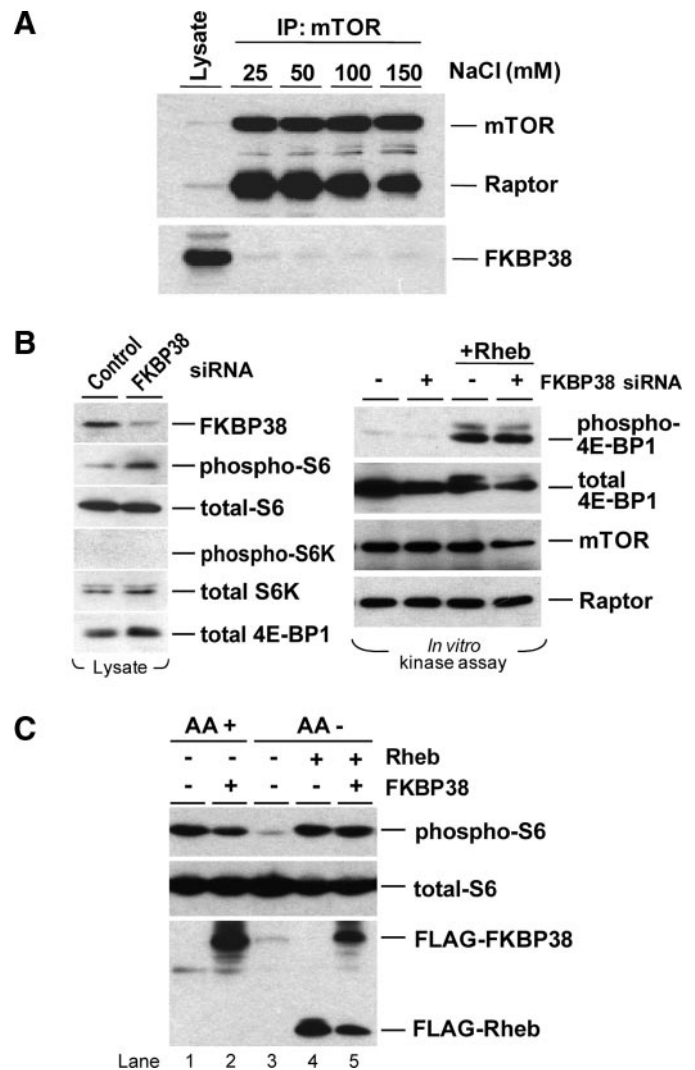 A
Lysate
IP: mTOR
25 50 100 150 NaCl (mM)
mTOR
Raptor
FKBP38
B
Control FKBP38 siRNA
FKBP38
phospho-S6
total-S6
phospho-S6K
total S6K
total 4E-BP1
Lysate
+Rheb
- + - + FKBP38 siRNA
phospho-
4E-BP1
total
4E-BP1
mTOR
Raptor
In vitro
kinase assay
C
AA + AA -
- - - + + Rheb
- + - - + FKBP38
phospho-S6
total-S6
FLAG-FKBP38
FLAG-Rheb
Lane 1 2 3 4 5